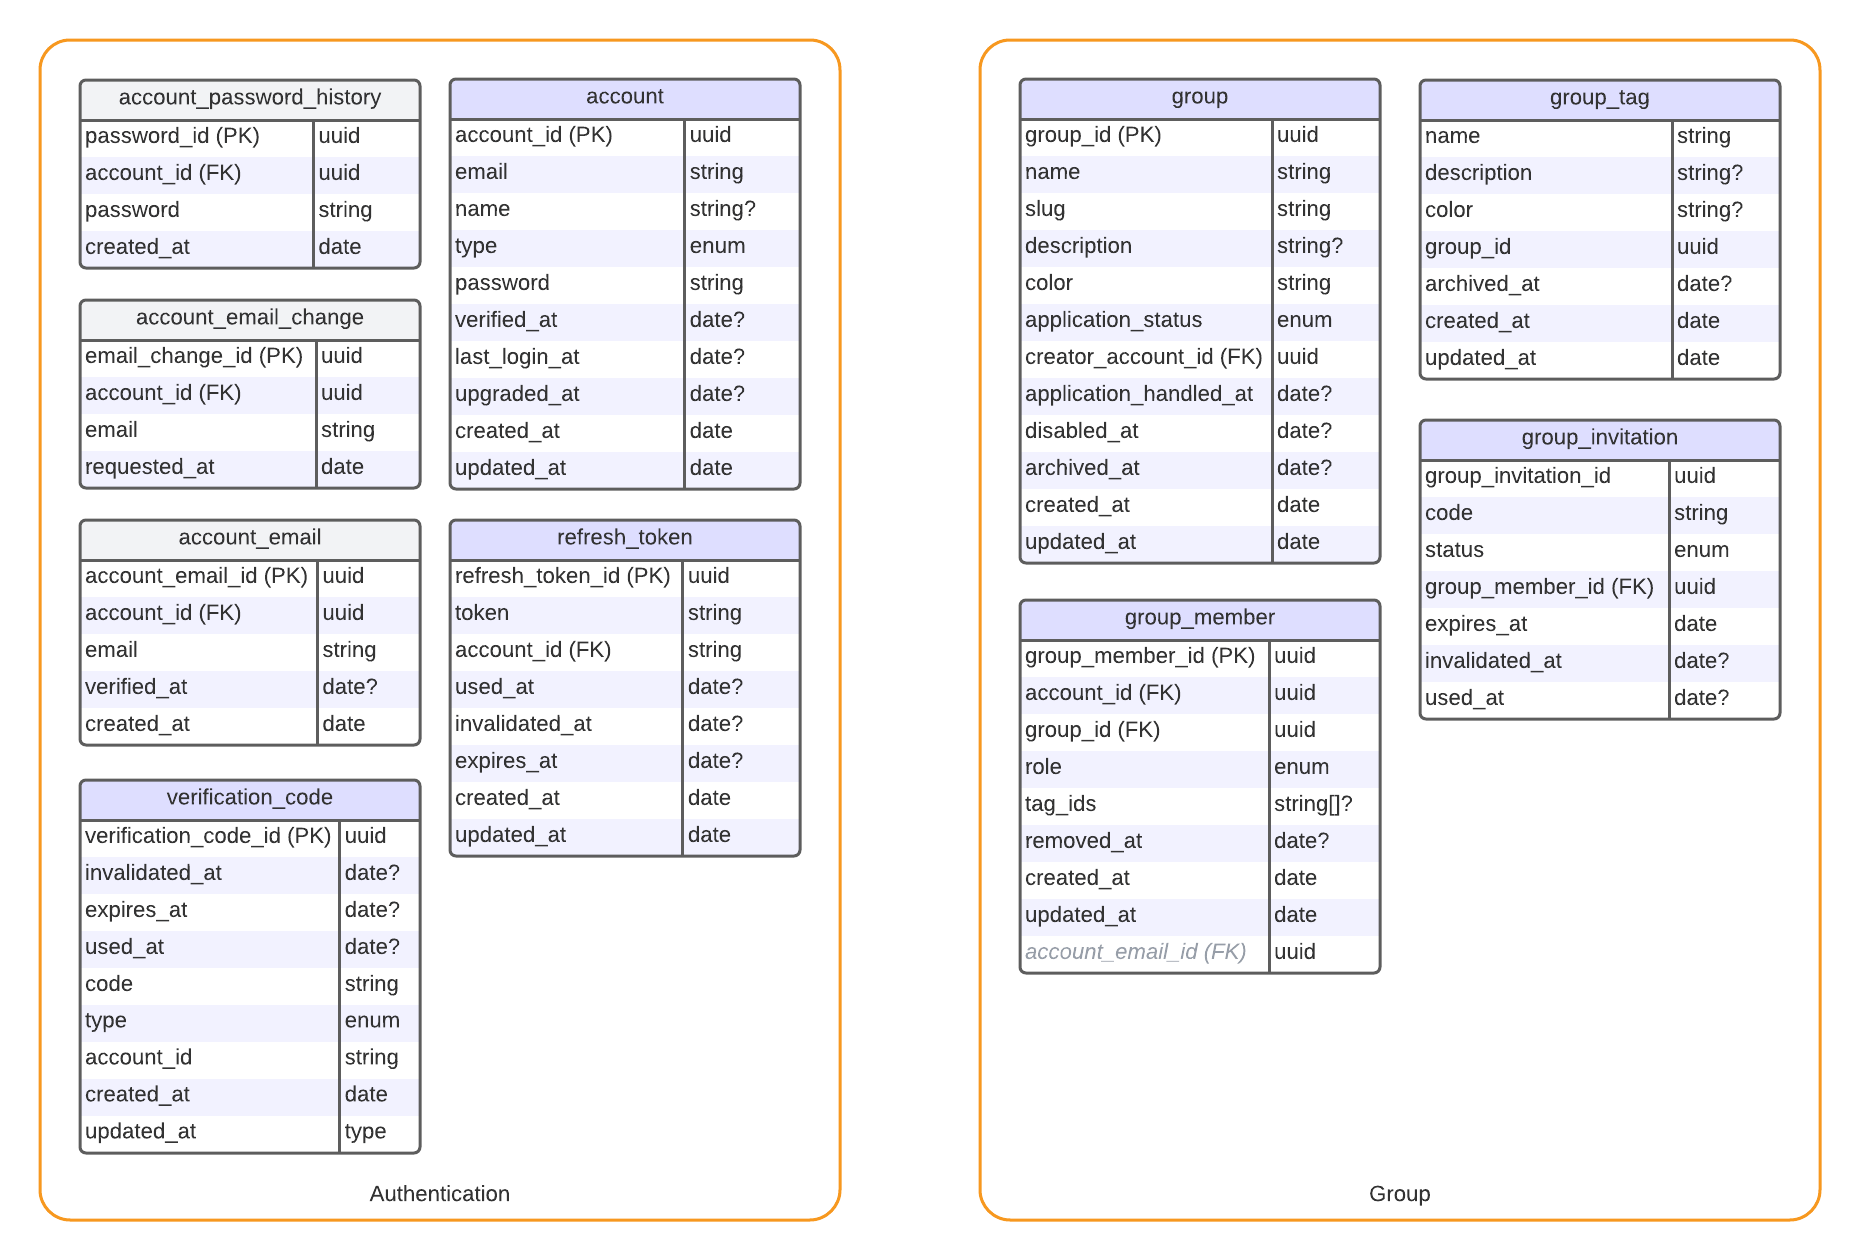 account_password_history
password_id (PK) uuid
account_id (FK) uuid
password string
created_at date
account_email_change
email_change_id (PK) uuid
account_id (FK) uuid
email string
requested_at date
account_email
account_email_id (PK) uuid
account_id (FK) uuid
email string
verified_at date?
created_at date
verification_code
verification_code_id (PK) uuid
invalidated_at date?
expires_at date?
used_at date?
code string
type enum
account_id string
created_at date
updated_at type
account
account_id (PK) uuid
email string
name string?
type enum
password string
verified_at date?
last_login_at date?
upgraded_at date?
created_at date
updated_at date
refresh_token
refresh_token_id (PK) uuid
token string
account_id (FK) string
used_at date?
invalidated_at date?
expires_at date?
created_at date
updated_at date
Authentication
group
group_id (PK) uuid
name string
slug string
description string?
color string
application_status enum
creator_account_id (FK) uuid
application_handled_at date?
disabled_at date?
archived_at date?
created_at date
updated_at date
group_member
group_member_id (PK) uuid
account_id (FK) uuid
group_id (FK) uuid
role enum
tag_ids string[]?
removed_at date?
created_at date
updated_at date
account_email_id (FK) uuid
group_tag
name string
description string?
color string?
group_id uuid
archived_at date?
created_at date
updated_at date
group_invitation
group_invitation_id uuid
code string
status enum
group_member_id (FK) uuid
expires_at date
invalidated_at date?
used_at date?
Group